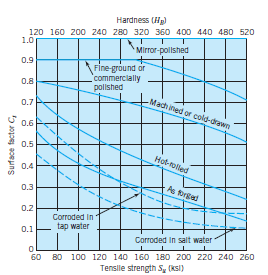 Hardness (H_B)
120 160 200 240 280 320 360 400 440 480 520
1.0
0.9
0.8
0.7
0.6
0.5
0.4
0.3
0.2
0.1
0
Surface factor C_s
Mirror-polished
Fine-ground or
commercially
polished
Machined or cold-drawn
Hot-rolled
As forged
Corroded in
tap water
Corroded in salt water
60 80 100 120 140 160 180 200 220 240 260
Tensile strength S_u (ksi)